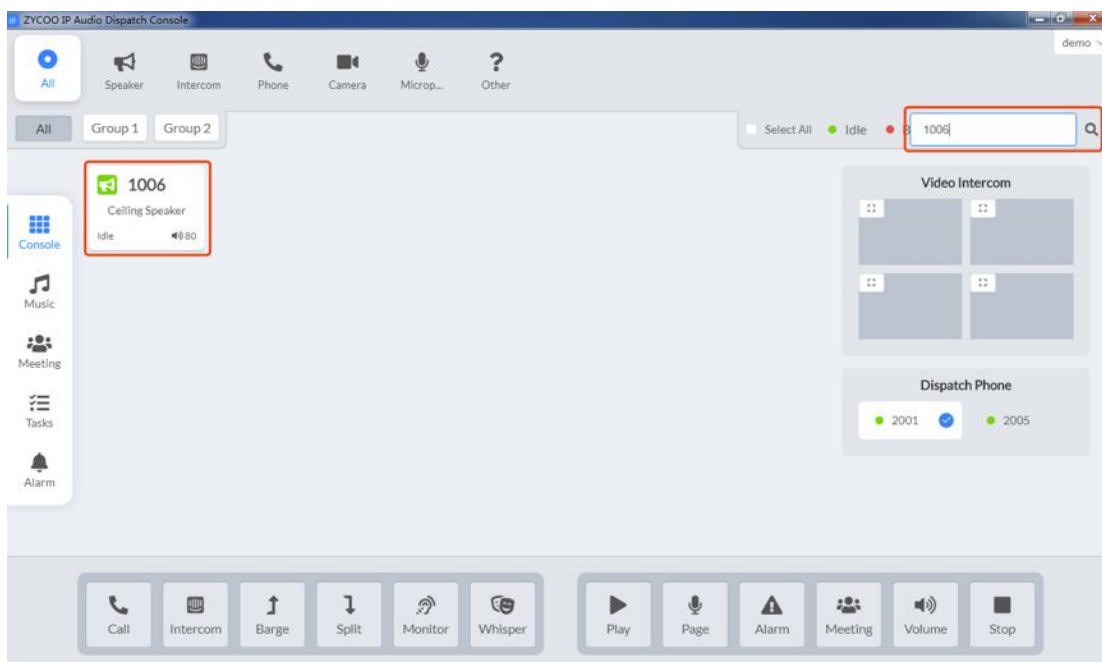 ZYCOO IP Audio Dispatch Console
demo
All Speaker Intercom Phone Camera Microp... Other
All Group 1 Group 2 Select All Idle B 1006
1006
Ceiling Speaker
Idle 80
Console
Music
Meeting
Tasks
Alarm
Video Intercom
Dispatch Phone
2001 2005
Call Intercom Barge Split Monitor Whisper Play Page Alarm Meeting Volume Stop